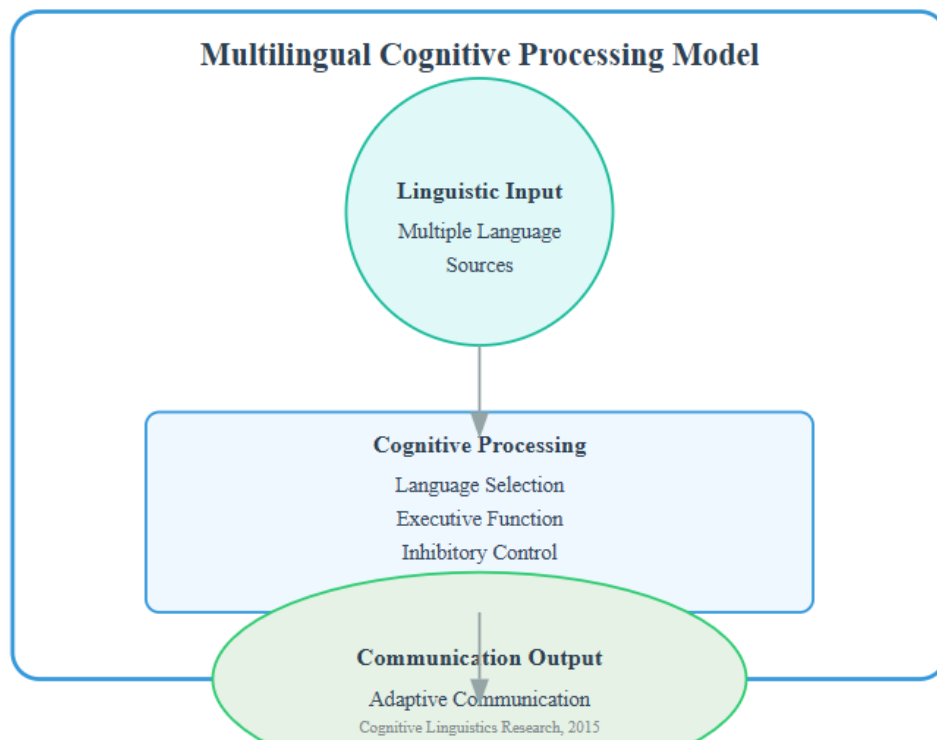 Multilingual Cognitive Processing Model
Linguistic Input
Multiple Language
Sources
Cognitive Processing
Language Selection
Executive Function
Inhibitory Control
Communication Output
Adaptive Communication
Cognitive Linguistics Research, 2015